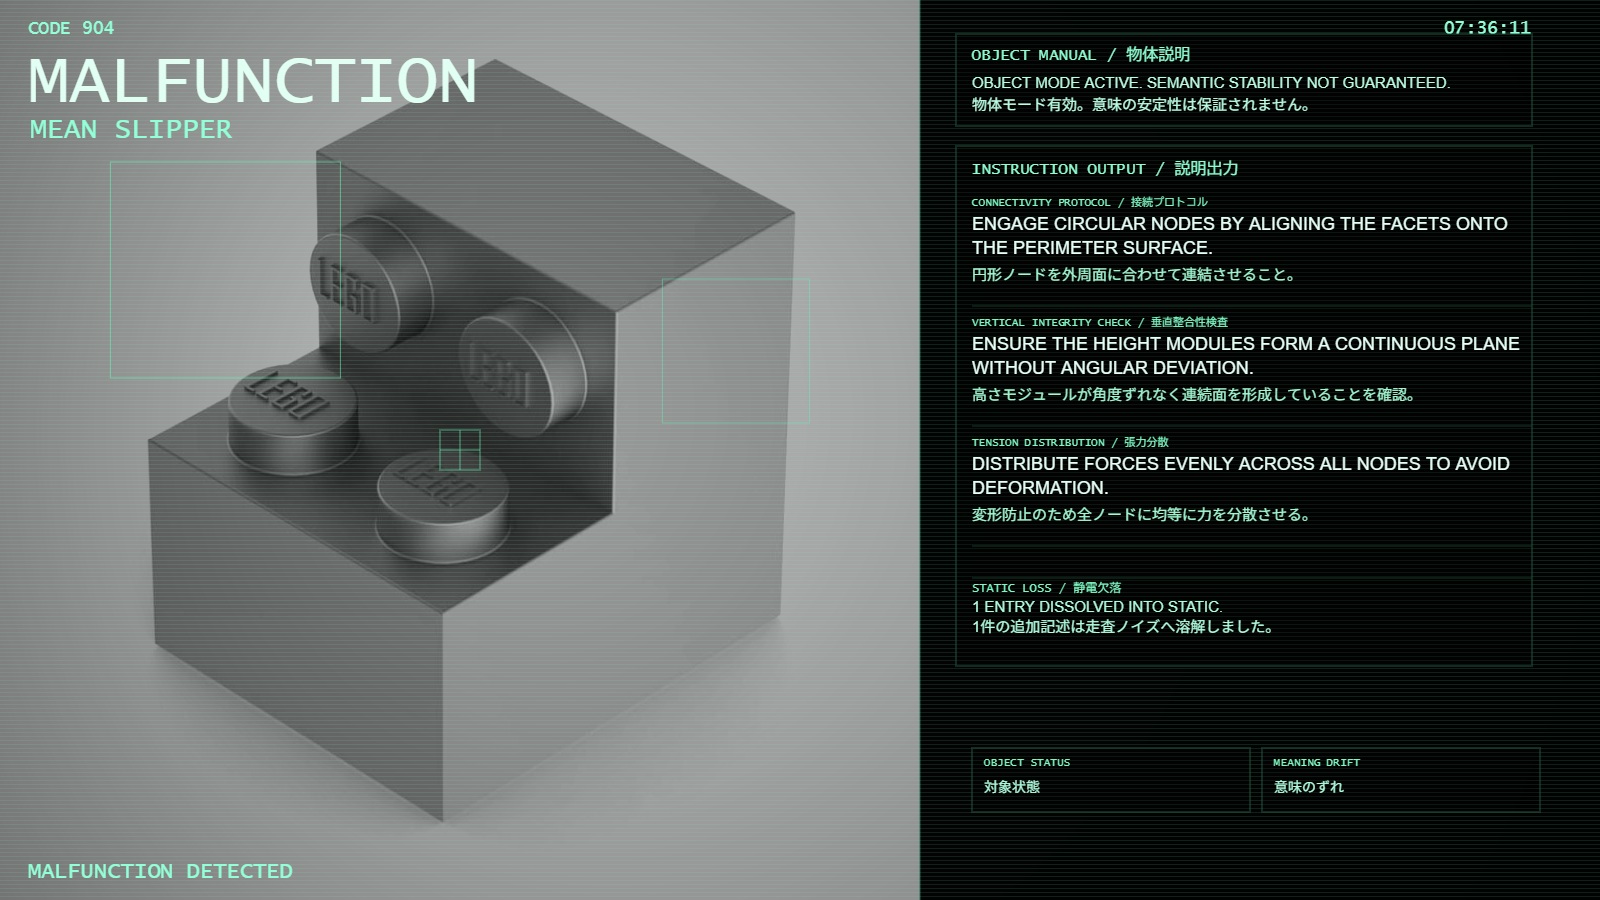 CODE 904
MALFUNCTION
MEAN SLIPPER
LEGO
LEGO
LEGO
LEGO
MALFUNCTION DETECTED
07:36:11
OBJECT MANUAL / 物体説明
OBJECT MODE ACTIVE. SEMANTIC STABILITY NOT GUARANTEED.
物体モード有効。意味の安定性は保証されません。
INSTRUCTION OUTPUT / 説明出力
CONNECTIVITY PROTOCOL / 接続プロトコル
ENGAGE CIRCULAR NODES BY ALIGNING THE FACETS ONTO
THE PERIMETER SURFACE.
円形ノードを外周面に合わせて連結させること。
VERTICAL INTEGRITY CHECK / 垂直整合性検査
ENSURE THE HEIGHT MODULES FORM A CONTINUOUS PLANE
WITHOUT ANGULAR DEVIATION.
高さモジュールが角度ずれなく連続面を形成していることを確認。
TENSION DISTRIBUTION / 張力分散
DISTRIBUTE FORCES EVENLY ACROSS ALL NODES TO AVOID
DEFORMATION.
変形防止のため全ノードに均等に力を分散させる。
STATIC LOSS / 静電欠落
1 ENTRY DISSOLVED INTO STATIC.
1件の追加記述は走査ノイズへ溶解しました。
OBJECT STATUS
対象状態
MEANING DRIFT
意味のずれ